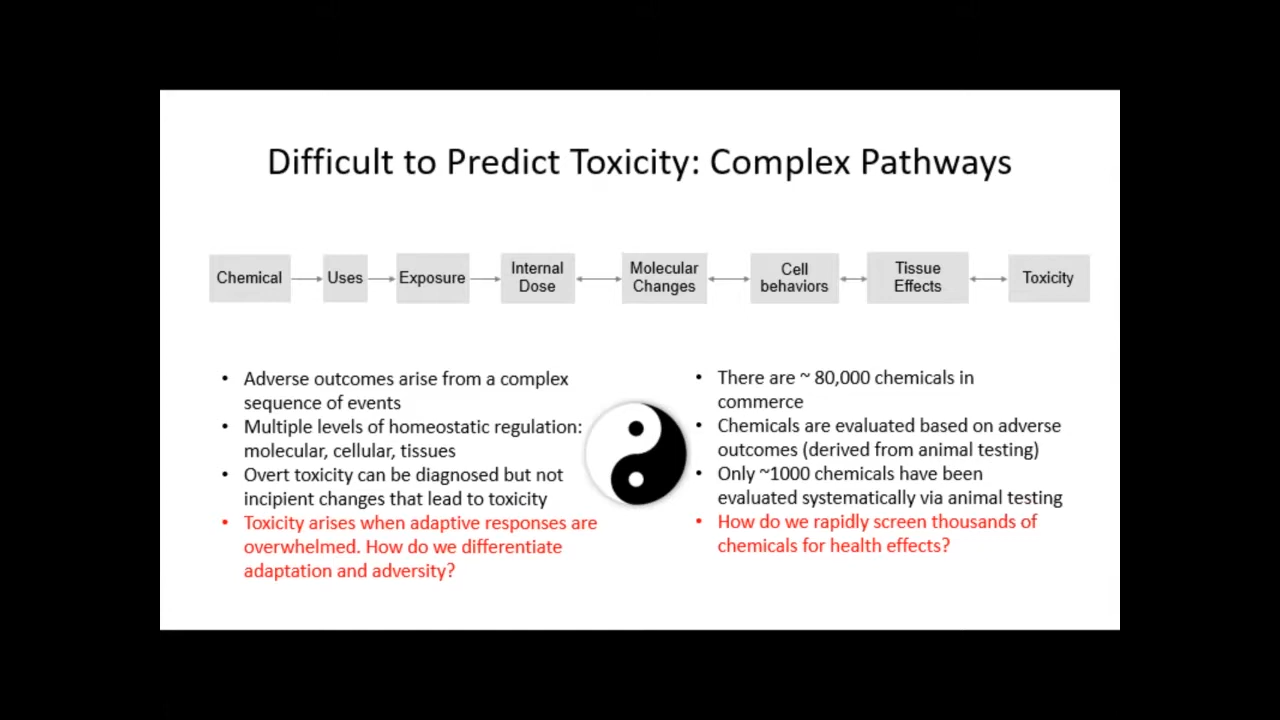 Difficult to Predict Toxicity: Complex Pathways
Chemical
Uses
Exposure
Internal
Dose
Molecular
Changes
Cell
behaviors
Tissue
Effects
Toxicity
• Adverse outcomes arise from a complex
sequence of events
• Multiple levels of homeostatic regulation:
molecular, cellular, tissues
• Overt toxicity can be diagnosed but not
incipient changes that lead to toxicity
• Toxicity arises when adaptive responses are
overwhelmed. How do we differentiate
adaptation and adversity?
• There are ~ 80,000 chemicals in
commerce
• Chemicals are evaluated based on adverse
outcomes (derived from animal testing)
• Only ~1000 chemicals have been
evaluated systematically via animal testing
• How do we rapidly screen thousands of
chemicals for health effects?